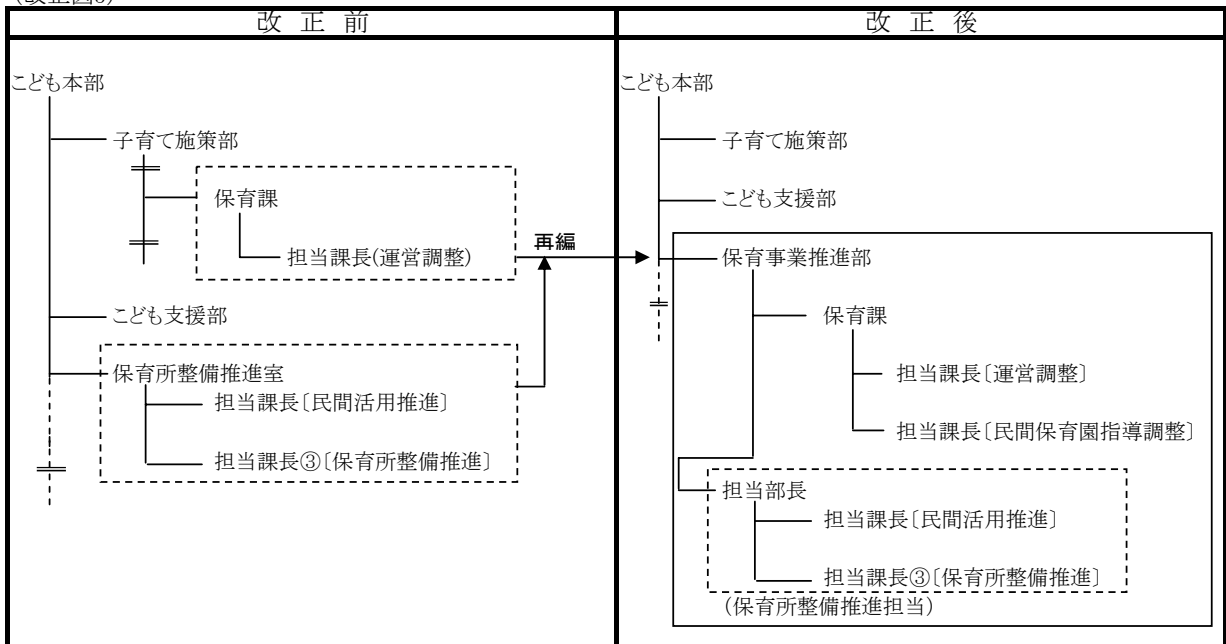 改 正 前
こども本部
子育て施策部
保育課
担当課長(運営調整)
再編
こども支援部
保育所整備推進室
担当課長〔民間活用推進〕
担当課長③〔保育所整備推進〕
改 正 後
こども本部
子育て施策部
こども支援部
保育事業推進部
保育課
担当課長〔運営調整〕
担当課長〔民間保育園指導調整〕
担当部長
担当課長〔民間活用推進〕
担当課長③〔保育所整備推進〕
(保育所整備推進担当)